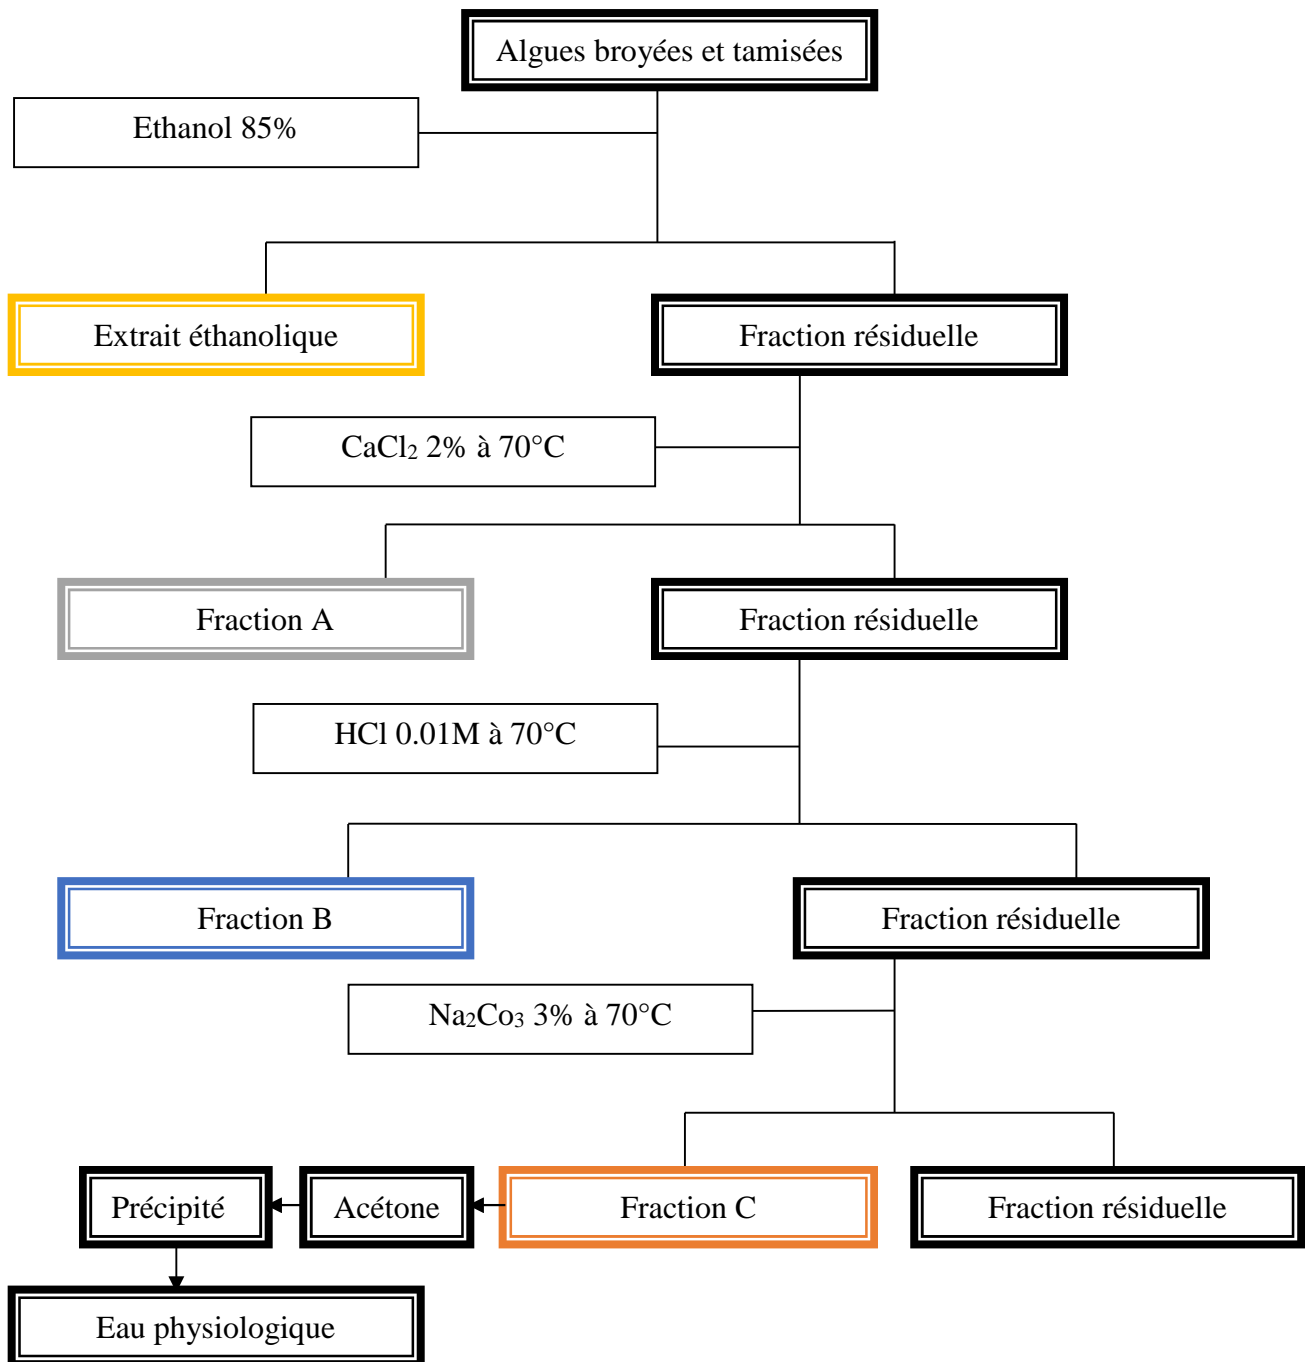 Algues broyées et tamisées
Ethanol 85%
Extrait éthanolique
Fraction résiduelle
CaCl₂ 2% à 70°C
Fraction A
Fraction résiduelle
HCl 0.01M à 70°C
Fraction B
Fraction résiduelle
Na₂Co₃ 3% à 70°C
Précipité
Acétone
Fraction C
Fraction résiduelle
Eau physiologique